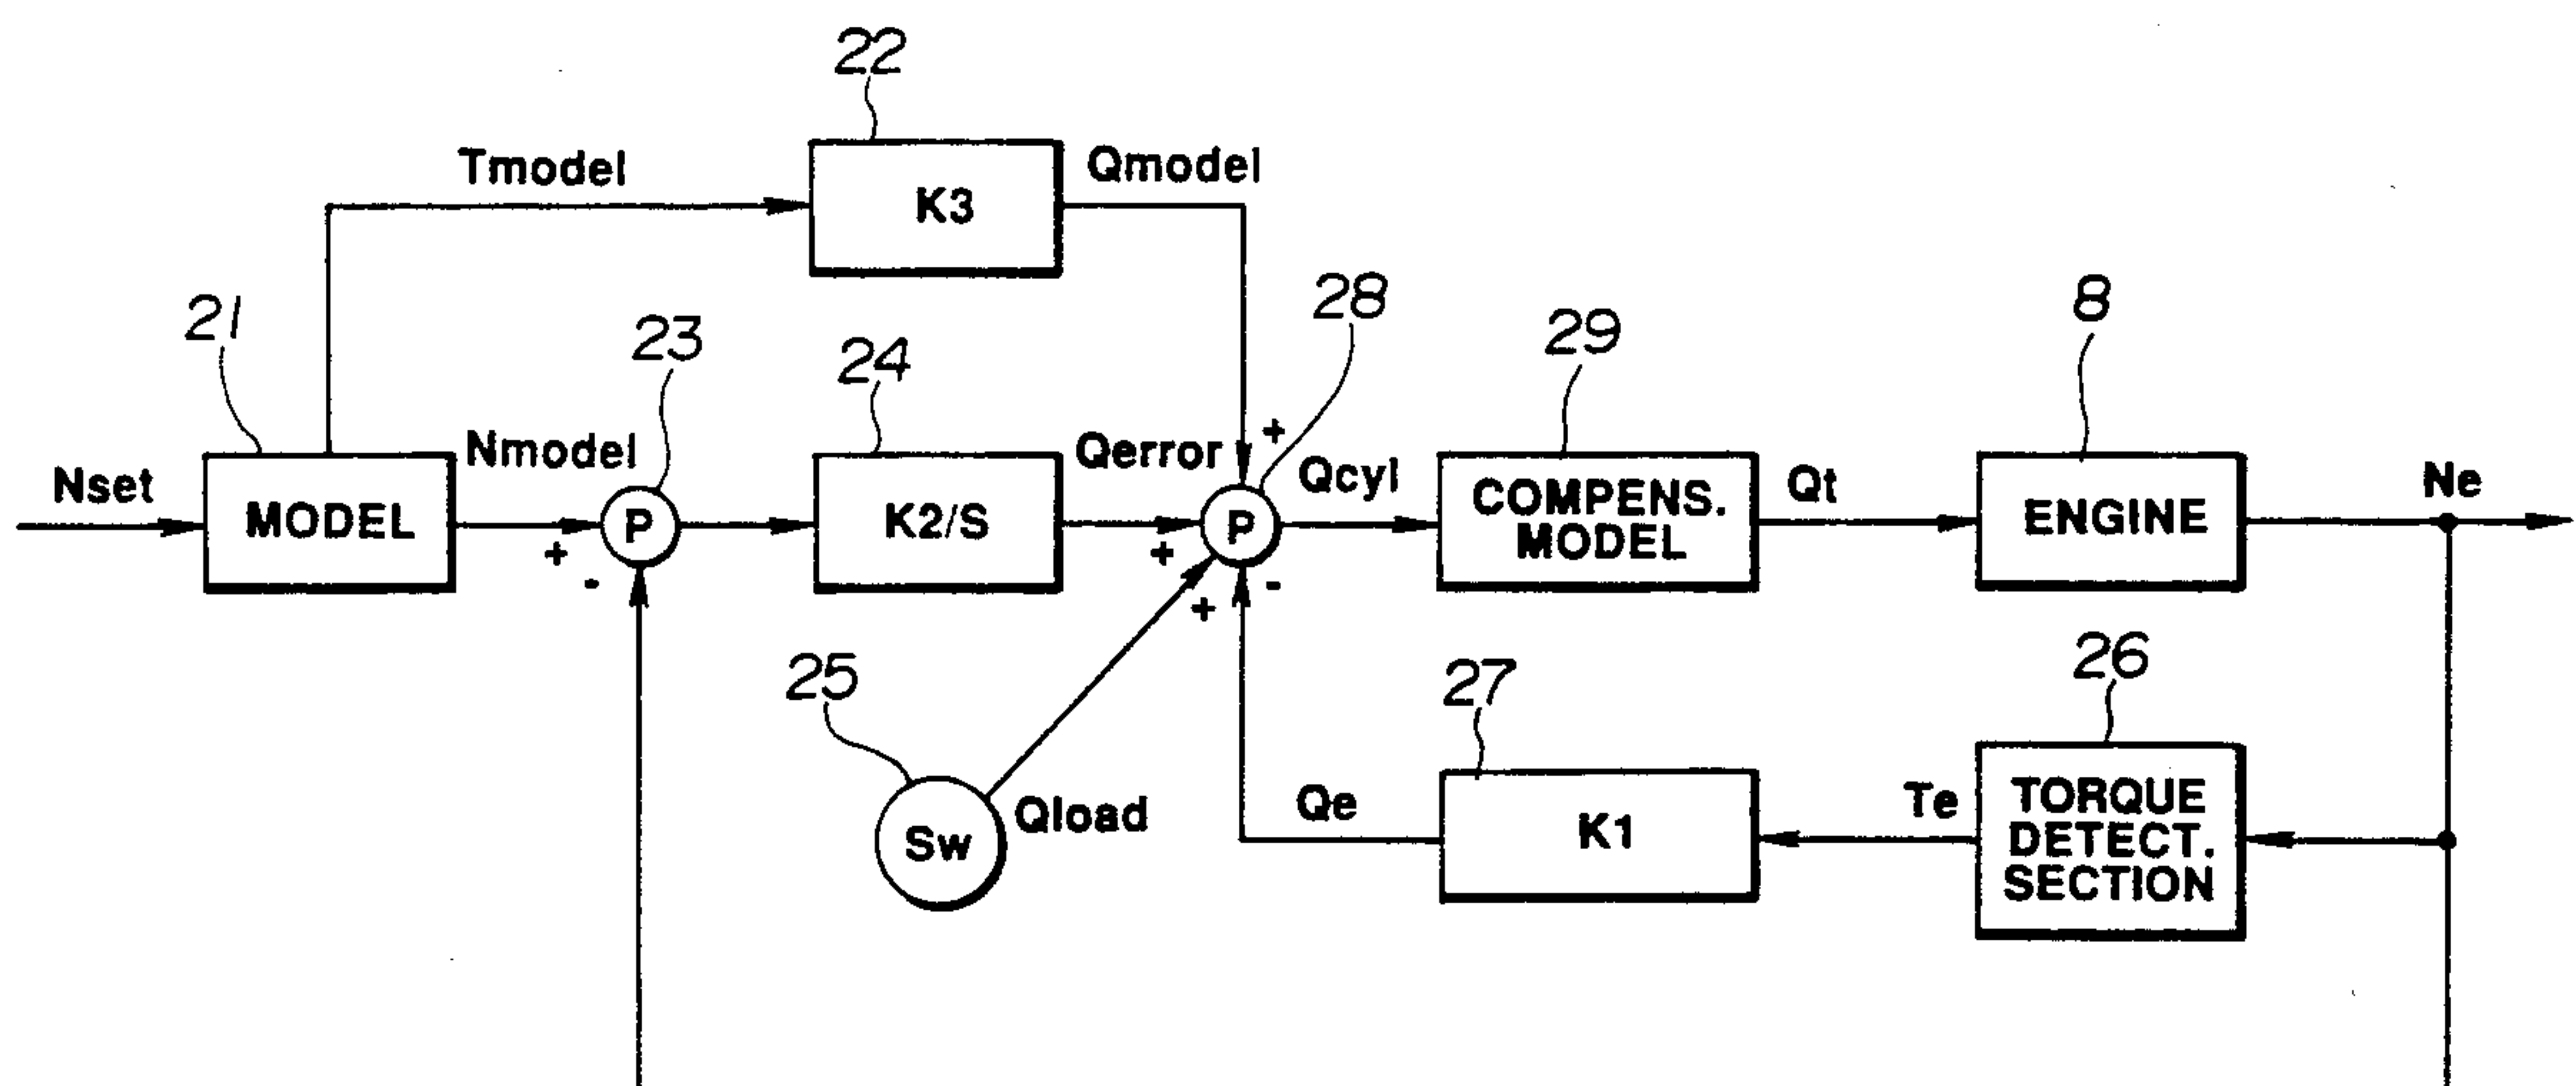 22
Tmodel
K3
Qmodel
21
23
24
28
29
8
Nset
MODEL
Nmodel
+
-
P
K2/S
Qerror
+
+
+
-
P
Qcyl
COMPENS.
MODEL
Qt
ENGINE
Ne
25
Sw
Qload
27
Qe
K1
26
Te
TORQUE
DETECT.
SECTION